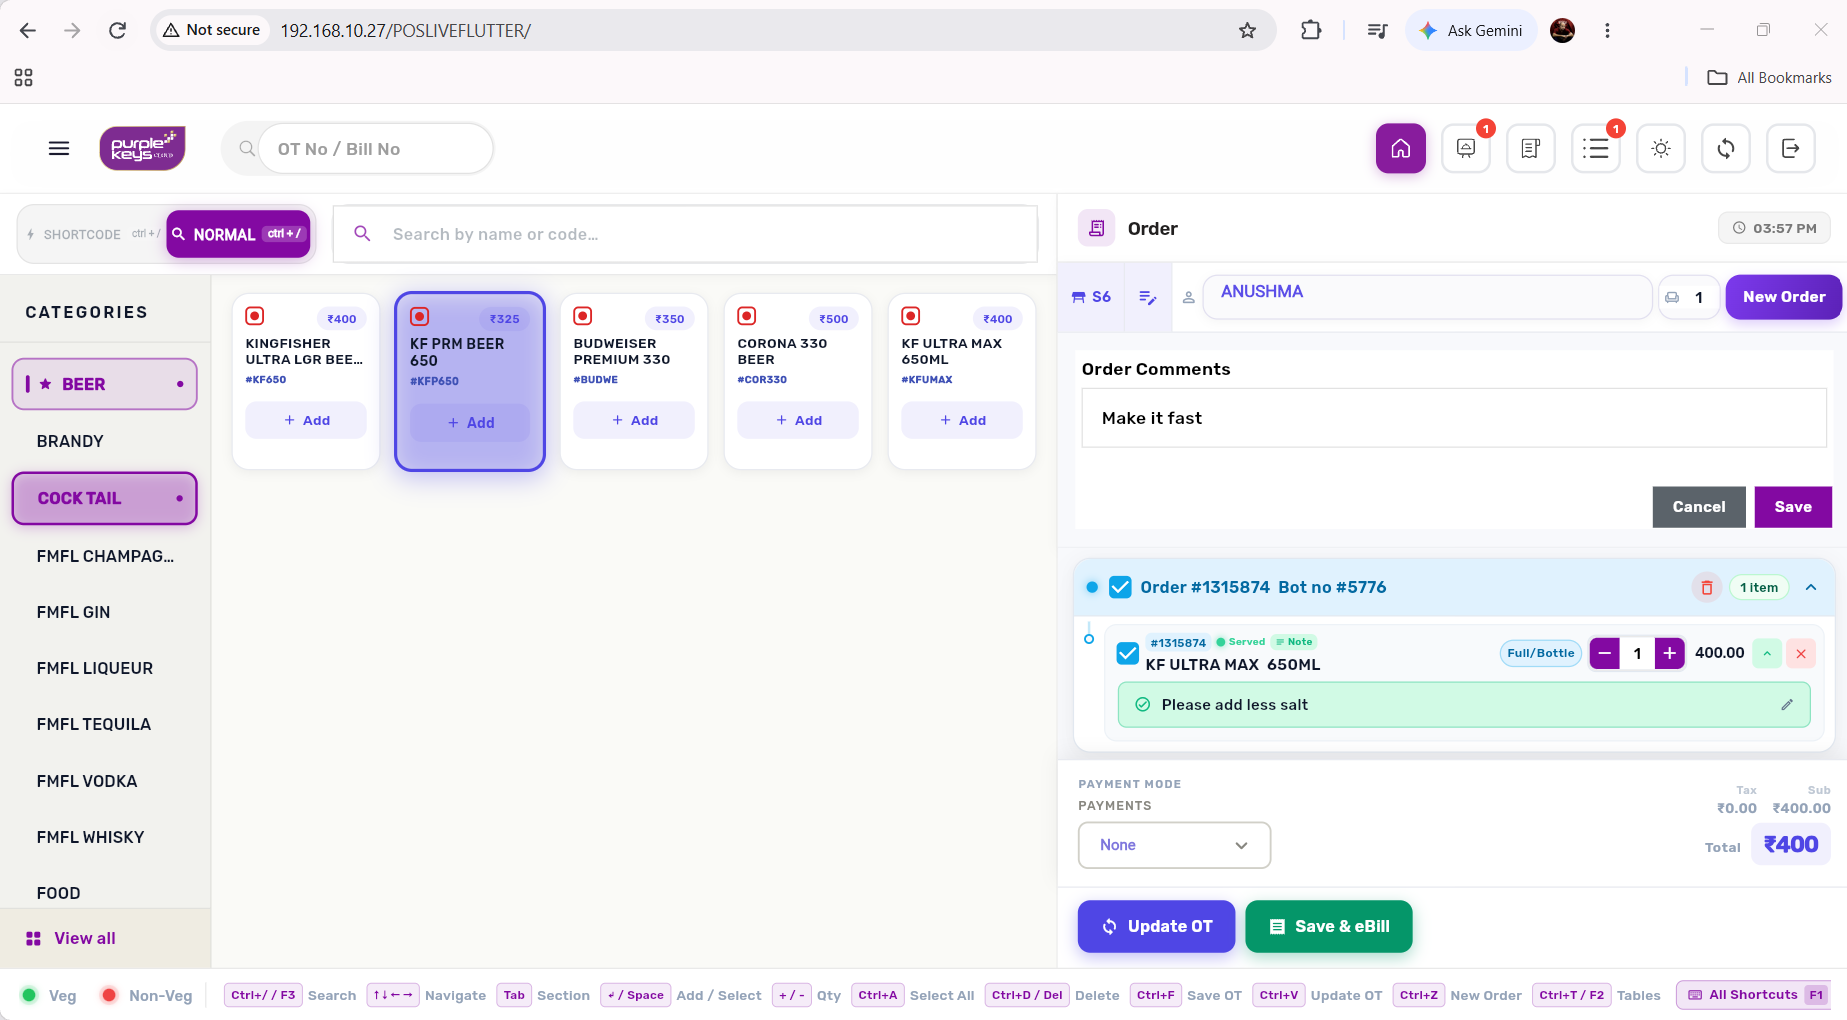 Not secure
192.168.10.27/POSLIVEFLUTTER/
Ask Gemini
All Bookmarks
purple keys CLOUD
OT No / Bill No
1
1
SHORTCODE ctrl + /
NORMAL ctrl + /
Search by name or code...
Order
03:57 PM
CATEGORIES
BEER
BRANDY
COCK TAIL
FMFL CHAMPAG...
FMFL GIN
FMFL LIQUEUR
FMFL TEQUILA
FMFL VODKA
FMFL WHISKY
FOOD
View all
₹400
KINGFISHER
ULTRA LGR BEE...
#KF650
+ Add
₹325
KF PRM BEER
650
#KFP650
+ Add
₹350
BUDWEISER
PREMIUM 330
#BUDWE
+ Add
₹500
CORONA 330
BEER
#COR330
+ Add
₹400
KF ULTRA MAX
650ML
#KFUMAX
+ Add
S6
ANUSHMA
1
New Order
Order Comments
Make it fast
Cancel
Save
Order #1315874 Bot no #5776
1 item
#1315874 Served Note
KF ULTRA MAX 650ML
Full/Bottle
− 1 +
400.00
Please add less salt
PAYMENT MODE
PAYMENTS
None
Tax Sub
₹0.00 ₹400.00
Total ₹400
Update OT
Save & eBill
Veg Non-Veg Ctrl+/ / F3 Search ↑↓←→ Navigate Tab Section ↲ / Space Add / Select + / - Qty Ctrl+A Select All Ctrl+D / Del Delete Ctrl+F Save OT Ctrl+V Update OT Ctrl+Z New Order Ctrl+T / F2 Tables All Shortcuts F1